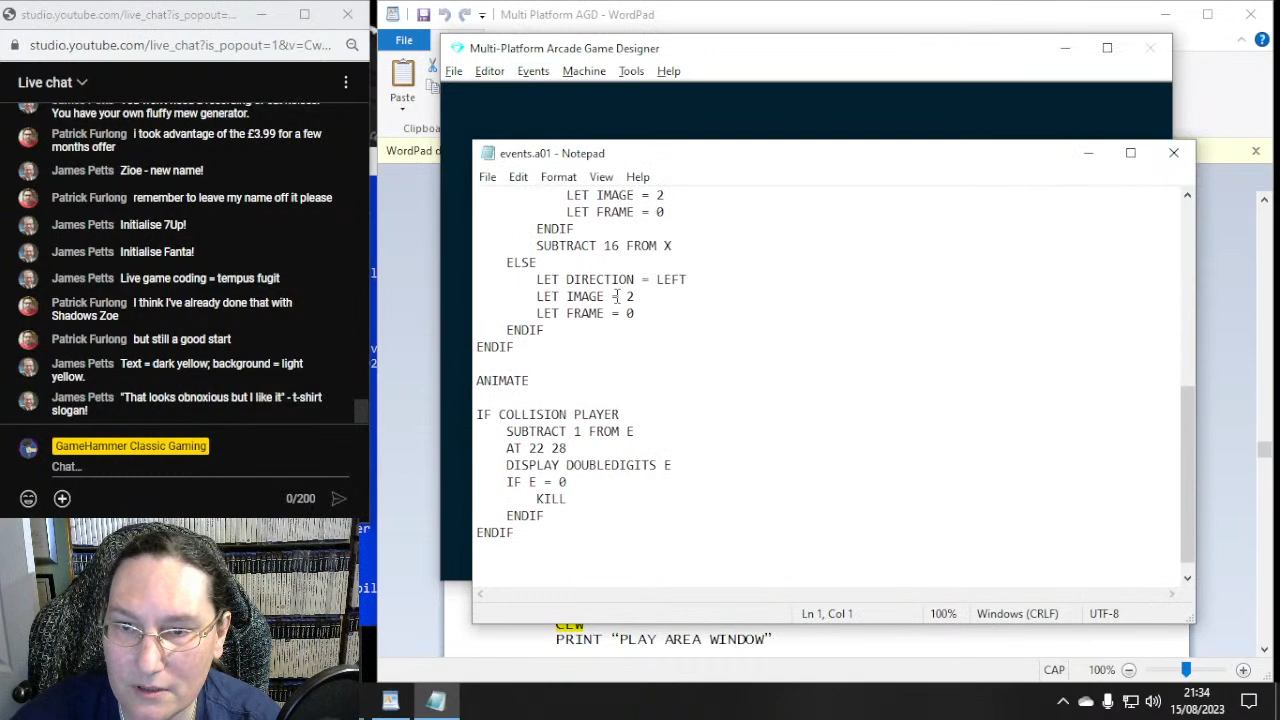 studio.youtube.com/live_chat?is_popout=...
studio.youtube.com/live_chat?is_popout=1&v=Cw...
Live chat
You have your own fluffy mew generator.
Patrick Furlong i took advantage of the £3.99 for a few
months offer
James Petts Zioe - new name!
Patrick Furlong remember to leave my name off it please
James Petts Initialise 7Up!
James Petts Initialise Fanta!
James Petts Live game coding = tempus fugit
Patrick Furlong I think I've already done that with
Shadows Zoe
Patrick Furlong but still a good start
James Petts Text = dark yellow; background = light
yellow.
James Petts "That looks obnoxious but I like it" - t-shirt
slogan!
GameHammer Classic Gaming
Chat...
0/200
Multi Platform AGD - WordPad
File
Paste
Clipboar
WordPad d
Multi-Platform Arcade Game Designer
File Editor Events Machine Tools Help
events.a01 - Notepad
File Edit Format View Help
LET IMAGE = 2
LET FRAME = 0
ENDIF
SUBTRACT 16 FROM X
ELSE
LET DIRECTION = LEFT
LET IMAGE = 2
LET FRAME = 0
ENDIF
ENDIF
ANIMATE
IF COLLISION PLAYER
SUBTRACT 1 FROM E
AT 22 28
DISPLAY DOUBLEDIGITS E
IF E = 0
KILL
ENDIF
ENDIF
Ln 1, Col 1 100% Windows (CRLF) UTF-8
CLW
PRINT “PLAY AREA WINDOW”
CAP 100%
21:34
15/08/2023